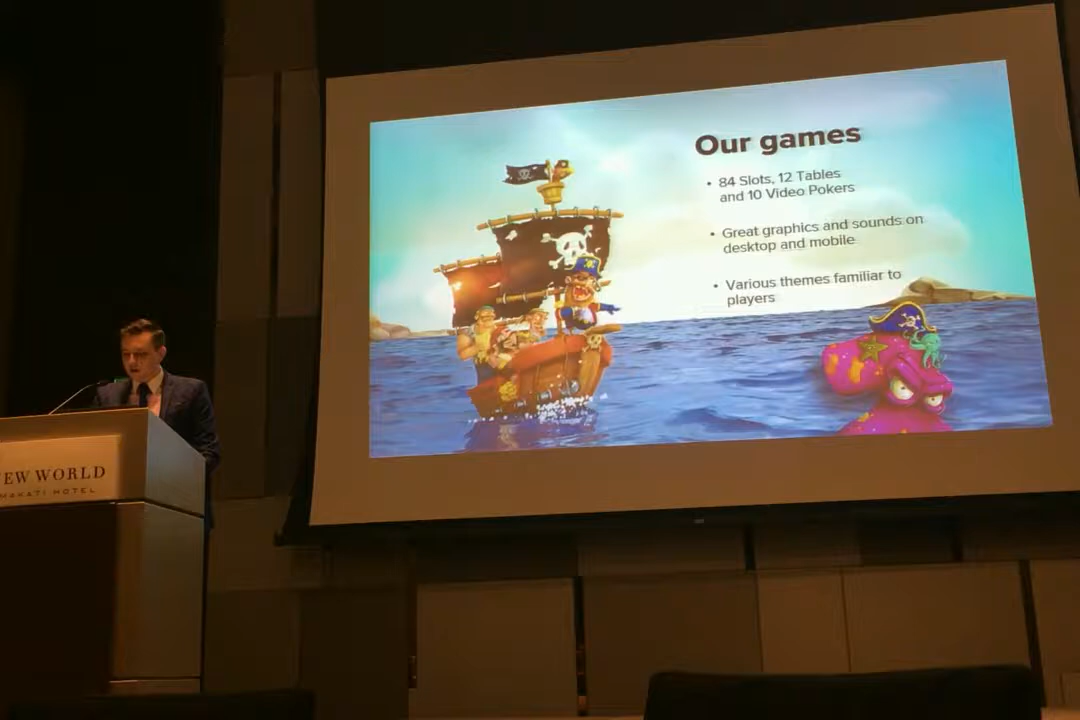 Our games
• 84 Slots, 12 Tables
and 10 Video Pokers
• Great graphics and sounds on
desktop and mobile
• Various themes familiar to
players
EW WORLD
MAKATI HOTEL